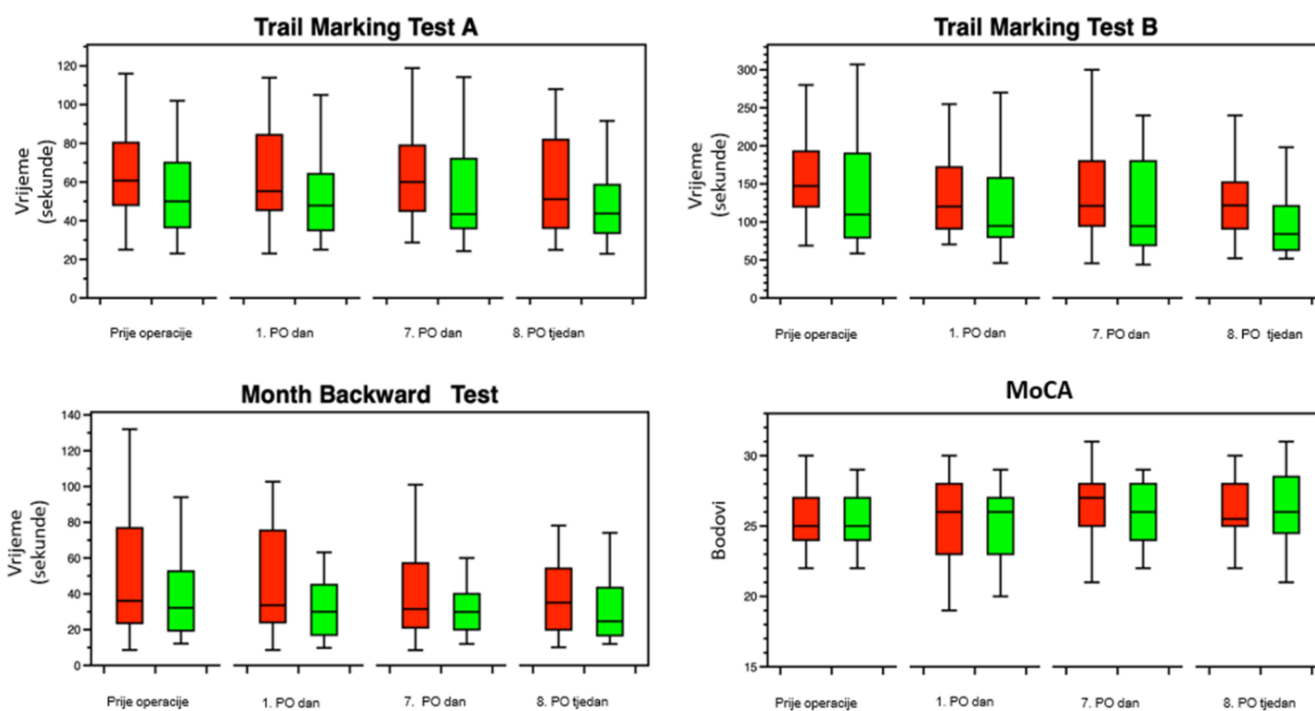 Trail Marking Test A
Vrijeme
(sekunde)
120
100
80
60
40
20
0
Prije operacije 1. PO dan 7. PO dan 8. PO tjedan
Trail Marking Test B
Vrijeme
(sekunde)
300
250
200
150
100
50
0
Prije operacije 1. PO dan 7. PO dan 8. PO tjedan
Month Backward Test
Vrijeme
(sekunde)
140
120
100
80
60
40
20
0
Prije operacije 1. PO dan 7. PO dan 8. PO tjedan
MoCA
Bodovi
30
25
20
15
Prije operacije 1. PO dan 7. PO dan 8. PO tjedan